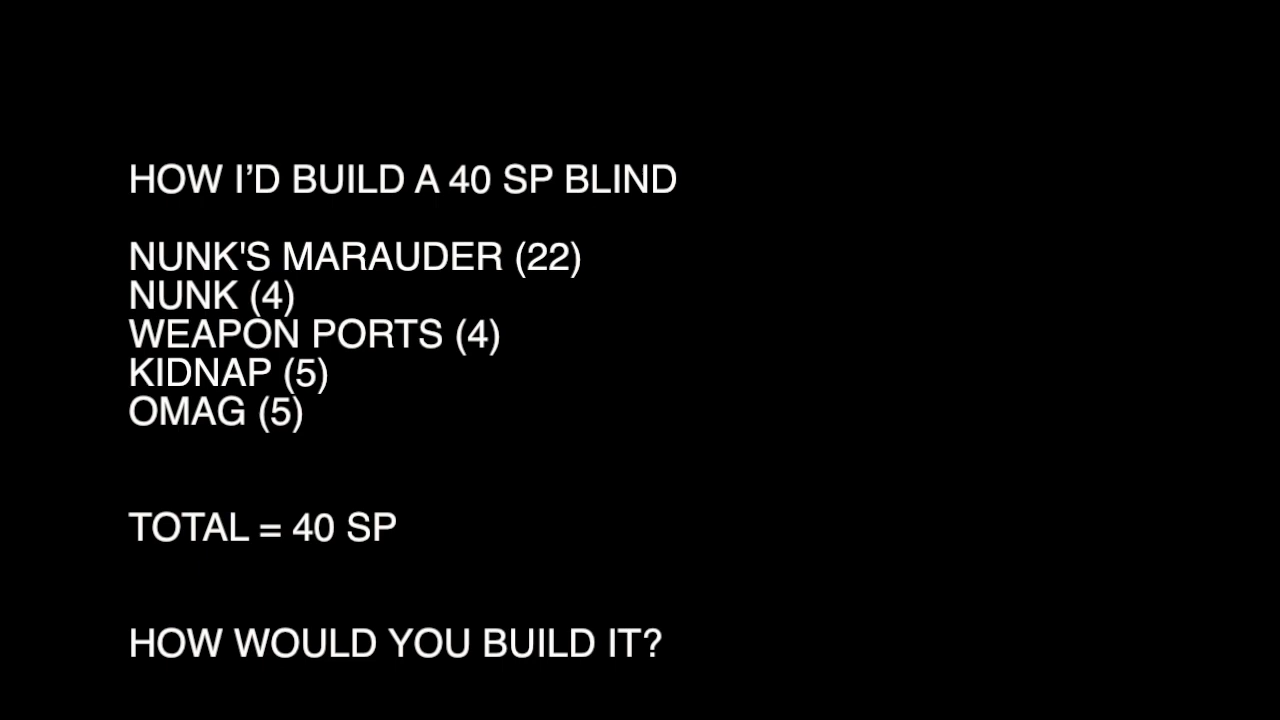 HOW I’D BUILD A 40 SP BLIND
NUNK'S MARAUDER (22)
NUNK (4)
WEAPON PORTS (4)
KIDNAP (5)
OMAG (5)
TOTAL = 40 SP
HOW WOULD YOU BUILD IT?